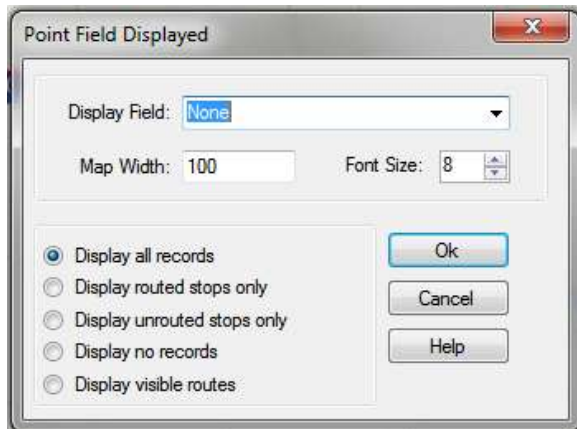 Point Field Displayed
Display Field: None
Map Width: 100 Font Size: 8
Display all records
Display routed stops only
Display unrouted stops only
Display no records
Display visible routes
Ok
Cancel
Help